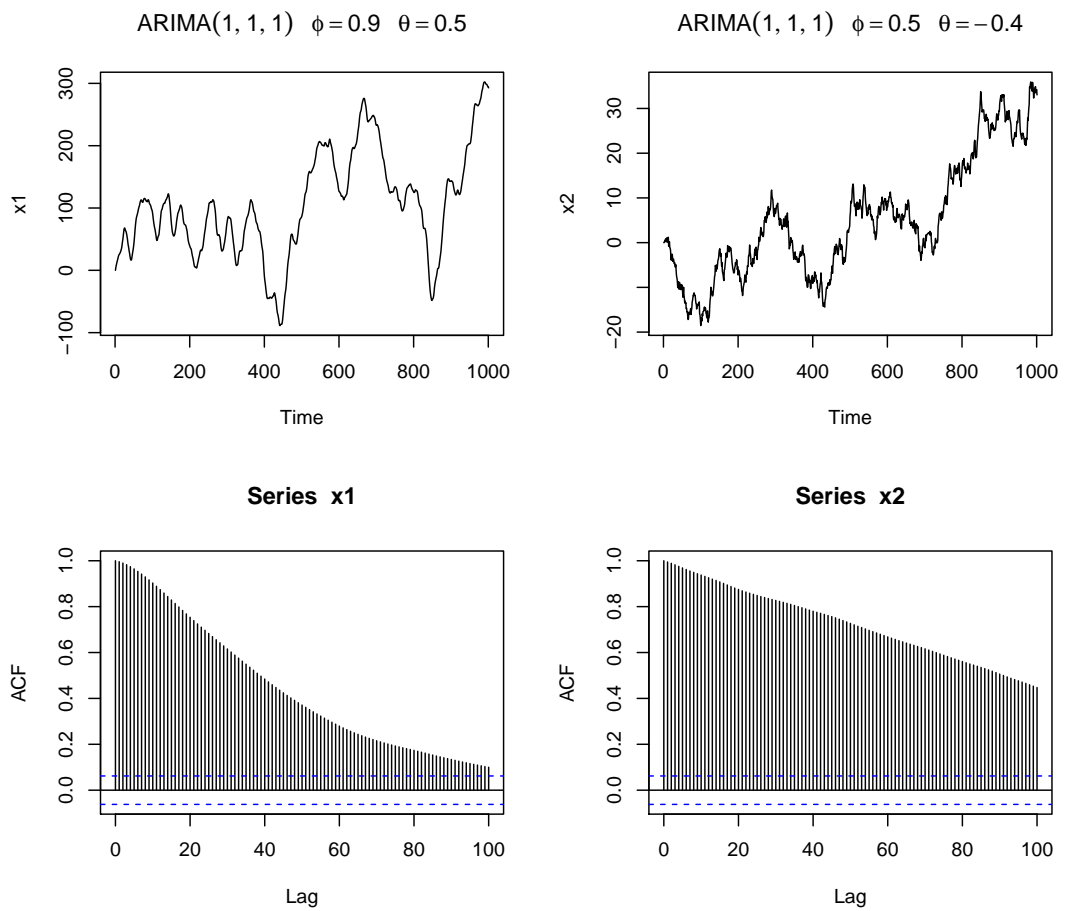 ARIMA(1, 1, 1) ϕ = 0.9 θ = 0.5
300
200
100
0
−100
x1
0 200 400 600 800 1000
Time
ARIMA(1, 1, 1) ϕ = 0.5 θ = −0.4
30
20
10
0
−20
x2
0 200 400 600 800 1000
Time
Series x1
1.0
0.8
0.6
0.4
0.2
0.0
ACF
0 20 40 60 80 100
Lag
Series x2
1.0
0.8
0.6
0.4
0.2
0.0
ACF
0 20 40 60 80 100
Lag